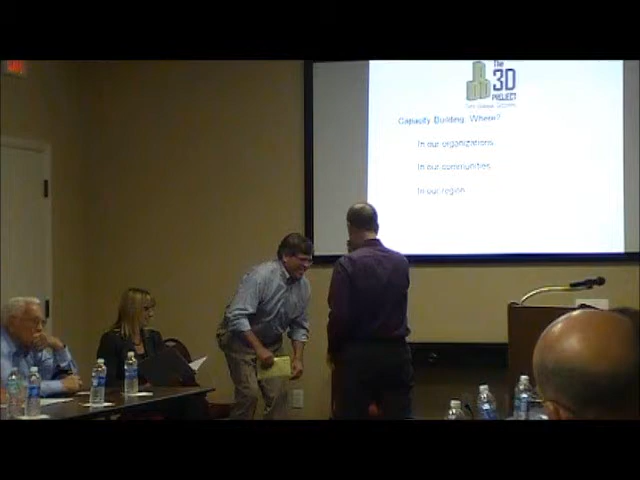 The
3D
PROJECT
Capacity Building: Where?
In our organizations
In our communities
In our region